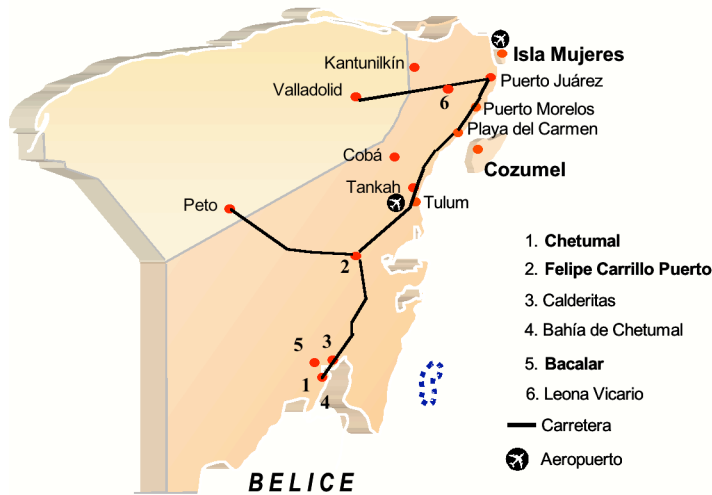 Isla Mujeres
Kantunilkín
Puerto Juárez
Valladolid
6
Puerto Morelos
Playa del Carmen
Cobá
Cozumel
Tankah
Tulum
Peto
2
5
3
1
4
1. Chetumal
2. Felipe Carrillo Puerto
3. Calderitas
4. Bahía de Chetumal
5. Bacalar
6. Leona Vicario
Carretera
Aeropuerto
BELICE